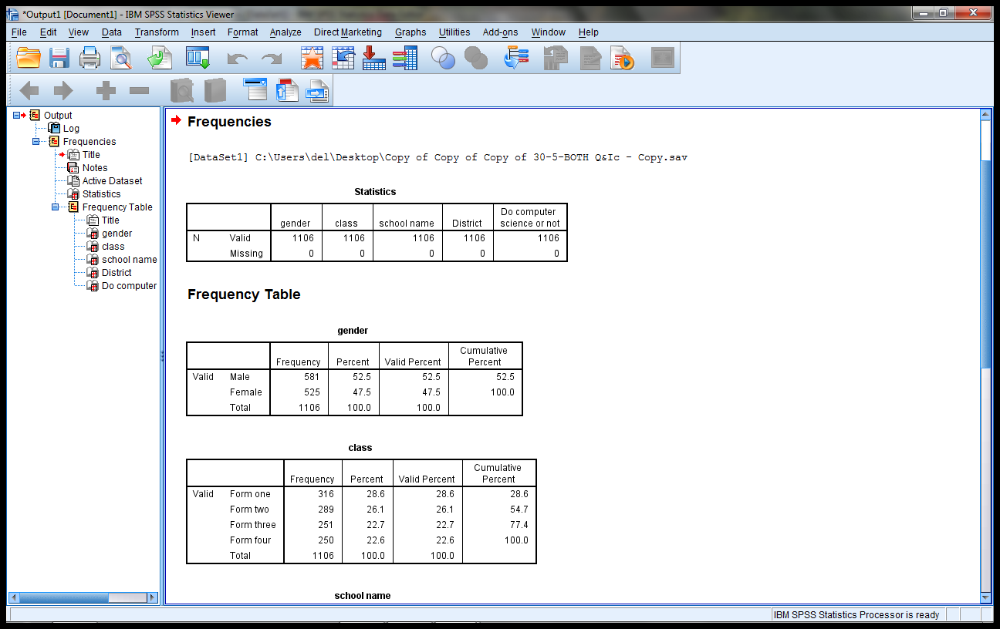 *Output1 [Document1] - IBM SPSS Statistics Viewer
File Edit View Data Transform Insert Format Analyze Direct Marketing Graphs Utilities Add-ons Window Help
Output
Log
Frequencies
Title
Notes
Active Dataset
Statistics
Frequency Table
Title
gender
class
school name
District
Do computer
Frequencies
[DataSet1] C:\Users\del\Desktop\Copy of Copy of Copy of 30-5-BOTH Q&Ic - Copy.sav
Statistics
gender class school name District Do computer science or not
N Valid 1106 1106 1106 1106 1106
Missing 0 0 0 0 0
Frequency Table
gender
Frequency Percent Valid Percent Cumulative Percent
Valid Male 581 52.5 52.5 52.5
Female 525 47.5 47.5 100.0
Total 1106 100.0 100.0
class
Frequency Percent Valid Percent Cumulative Percent
Valid Form one 316 28.6 28.6 28.6
Form two 289 26.1 26.1 54.7
Form three 251 22.7 22.7 77.4
Form four 250 22.6 22.6 100.0
Total 1106 100.0 100.0
school name
IBM SPSS Statistics Processor is ready